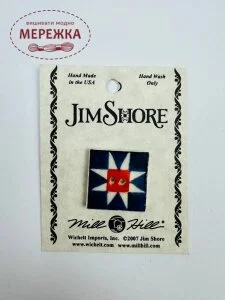 ВИШИВАТИ МОДНО
МЕРЕЖКА
Hand Made
in the USA
Hand Wash
Only
JIM SHORE
Mill Hill
Wichelt Imports, Inc. ©2007 Jim Shore
www.wichelt.com www.millhill.com